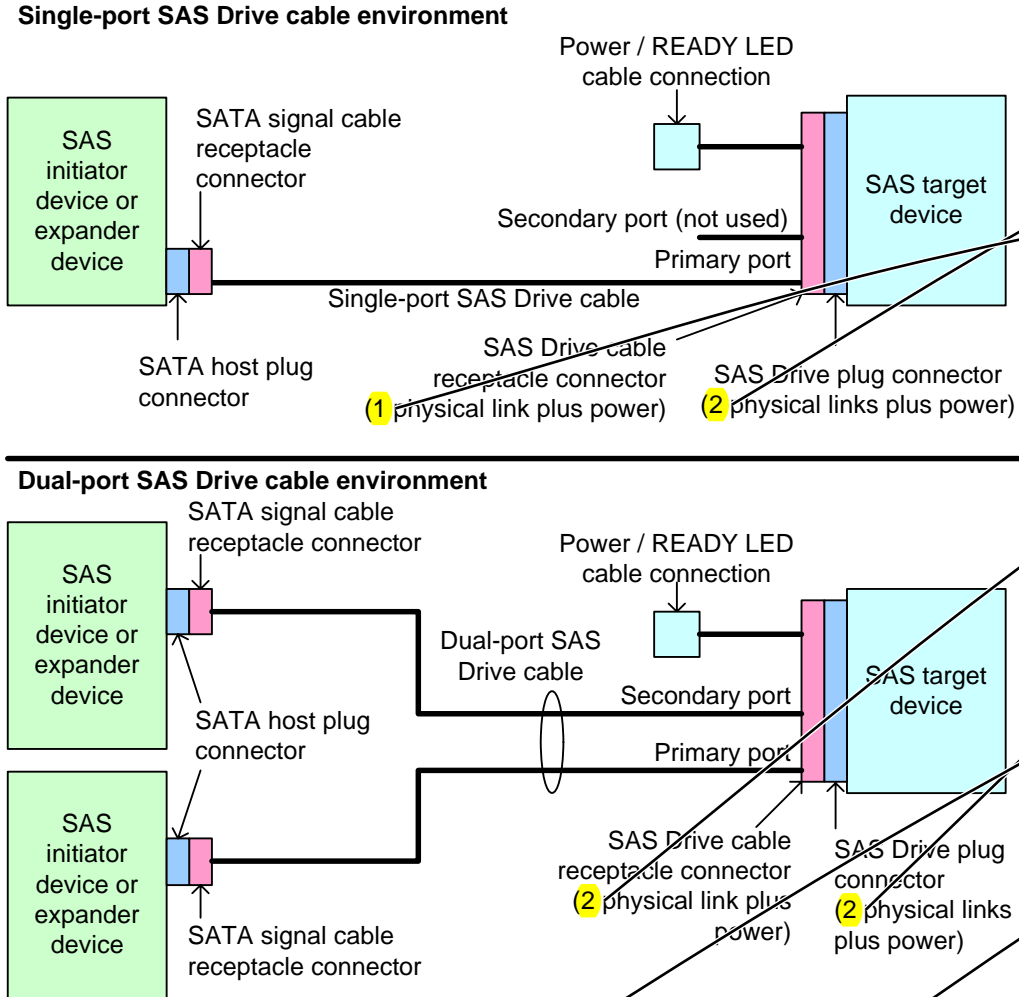 Single-port SAS Drive cable environment
Power / READY LED
cable connection
SAS
initiator
device or
expander
device
SATA signal cable
receptacle
connector
SAS target
device
Secondary port (not used)
Primary port
Single-port SAS Drive cable
SATA host plug
connector
SAS Drive cable
receptacle connector
(1 physical link plus power)
SAS Drive plug connector
(2 physical links plus power)
Dual-port SAS Drive cable environment
SATA signal cable
receptacle connector
SAS
initiator
device or
expander
device
Power / READY LED
cable connection
Dual-port SAS
Drive cable
SAS target
device
Secondary port
SATA host plug
connector
Primary port
SAS
initiator
device or
expander
device
SAS Drive cable
receptacle connector
(2 physical link plus
power)
SAS Drive plug
connector
(2 physical links
plus power)
SATA signal cable
receptacle connector